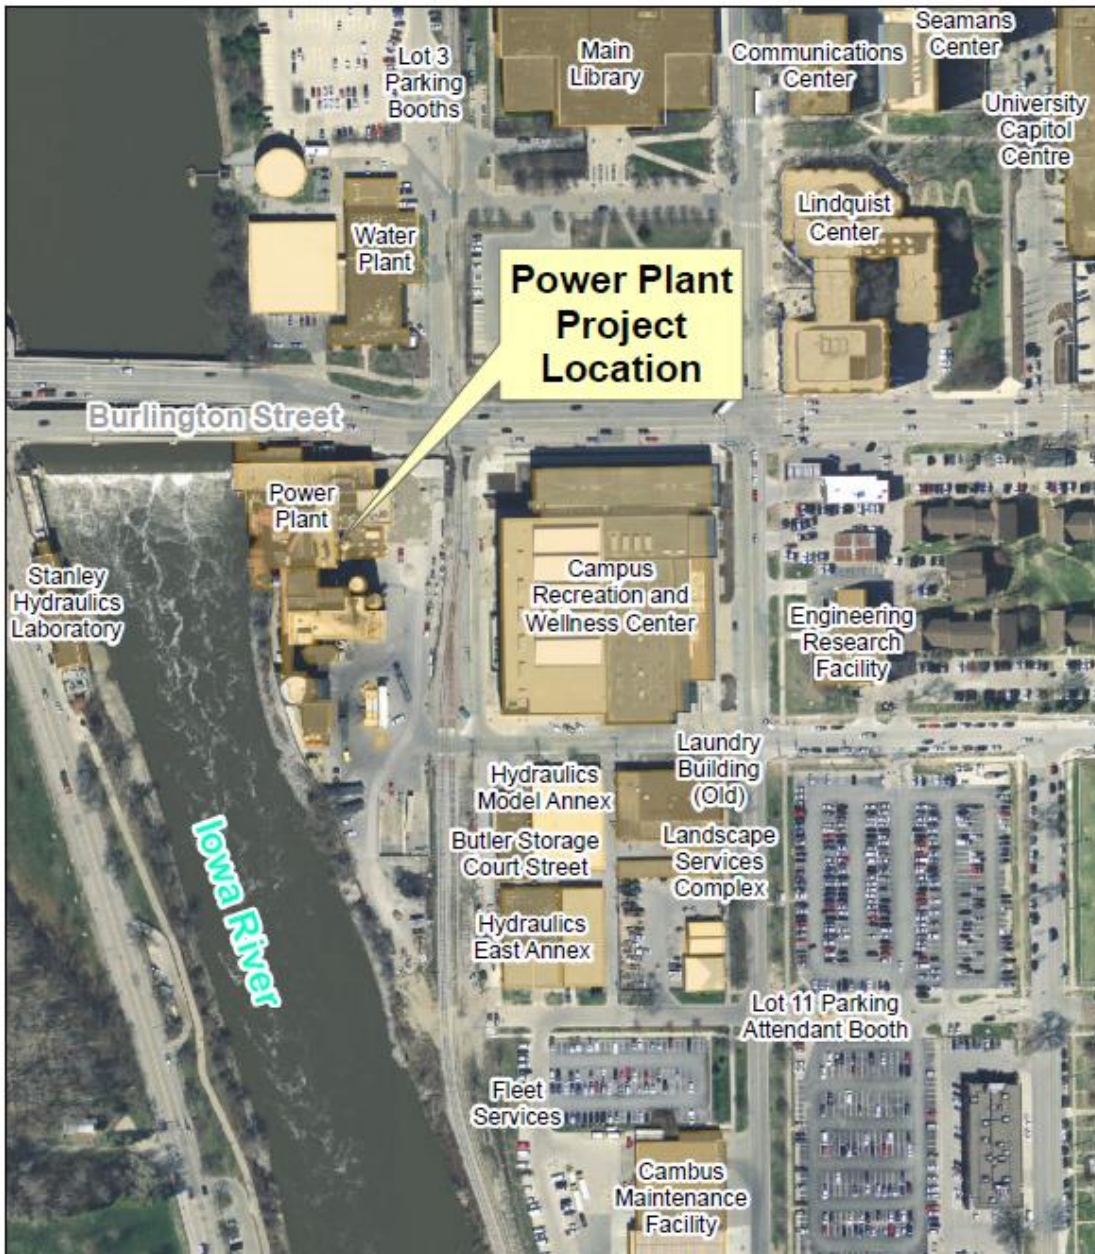 Lot 3
Parking
Booths
Main
Library
Communications
Center
Seamans
Center
University
Capitol
Centre
Water
Plant
Lindquist
Center
Power Plant
Project
Location
Burlington Street
Power
Plant
Stanley
Hydraulics
Laboratory
Campus
Recreation and
Wellness Center
Engineering
Research
Facility
Hydraulics
Model Annex
Laundry
Building
(Old)
Butler Storage
Court Street
Landscape
Services
Complex
Iowa River
Hydraulics
East Annex
Lot 11 Parking
Attendant Booth
Fleet
Services
Cambus
Maintenance
Facility